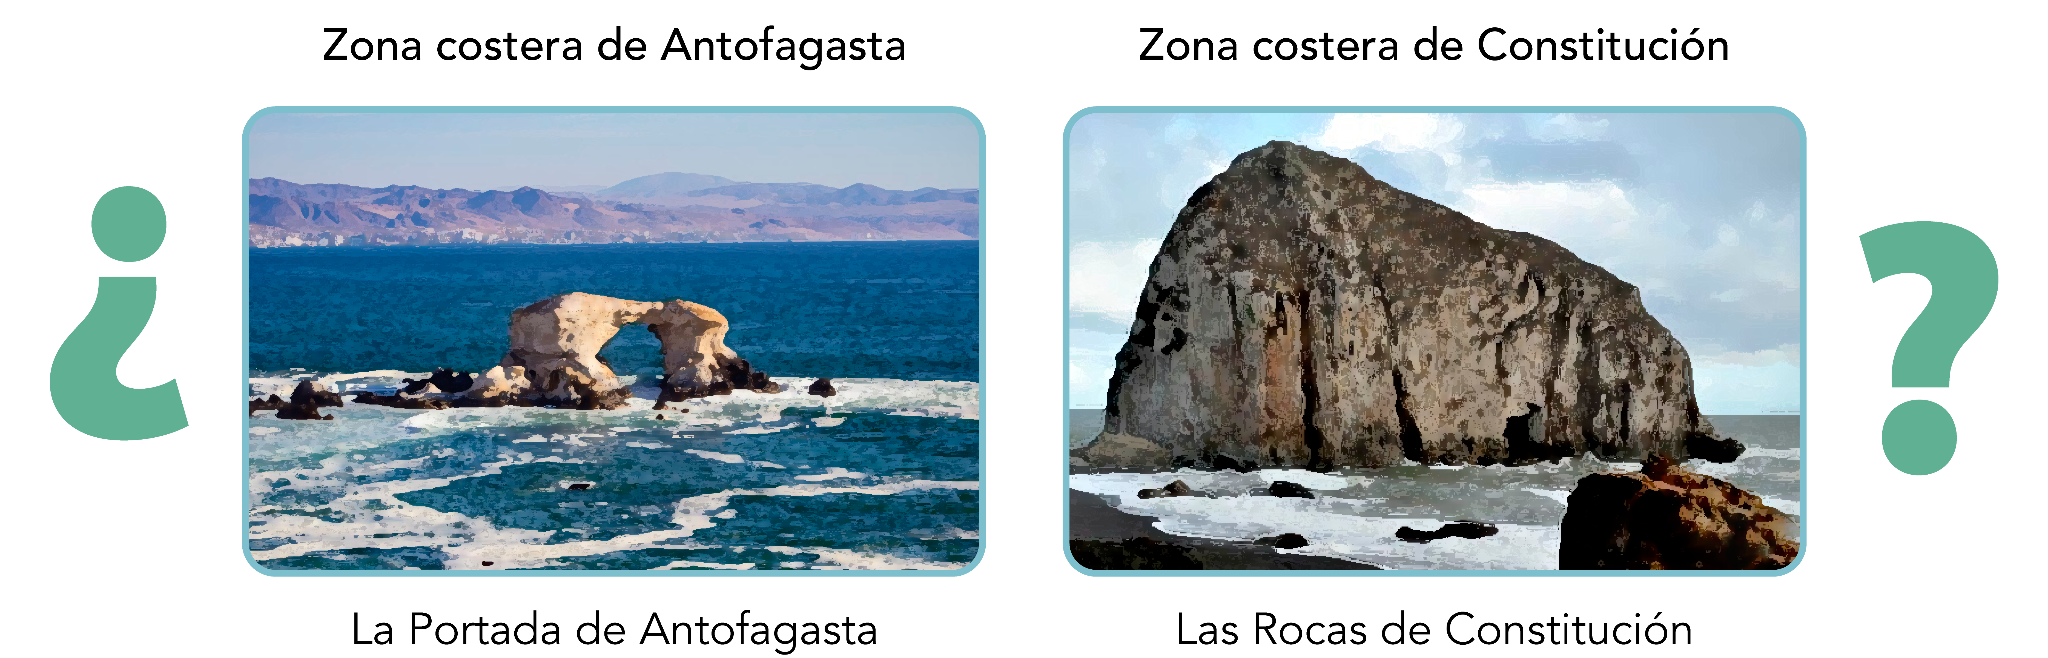 Zona costera de Antofagasta
Zona costera de Constitución
¿
?
La Portada de Antofagasta
Las Rocas de Constitución